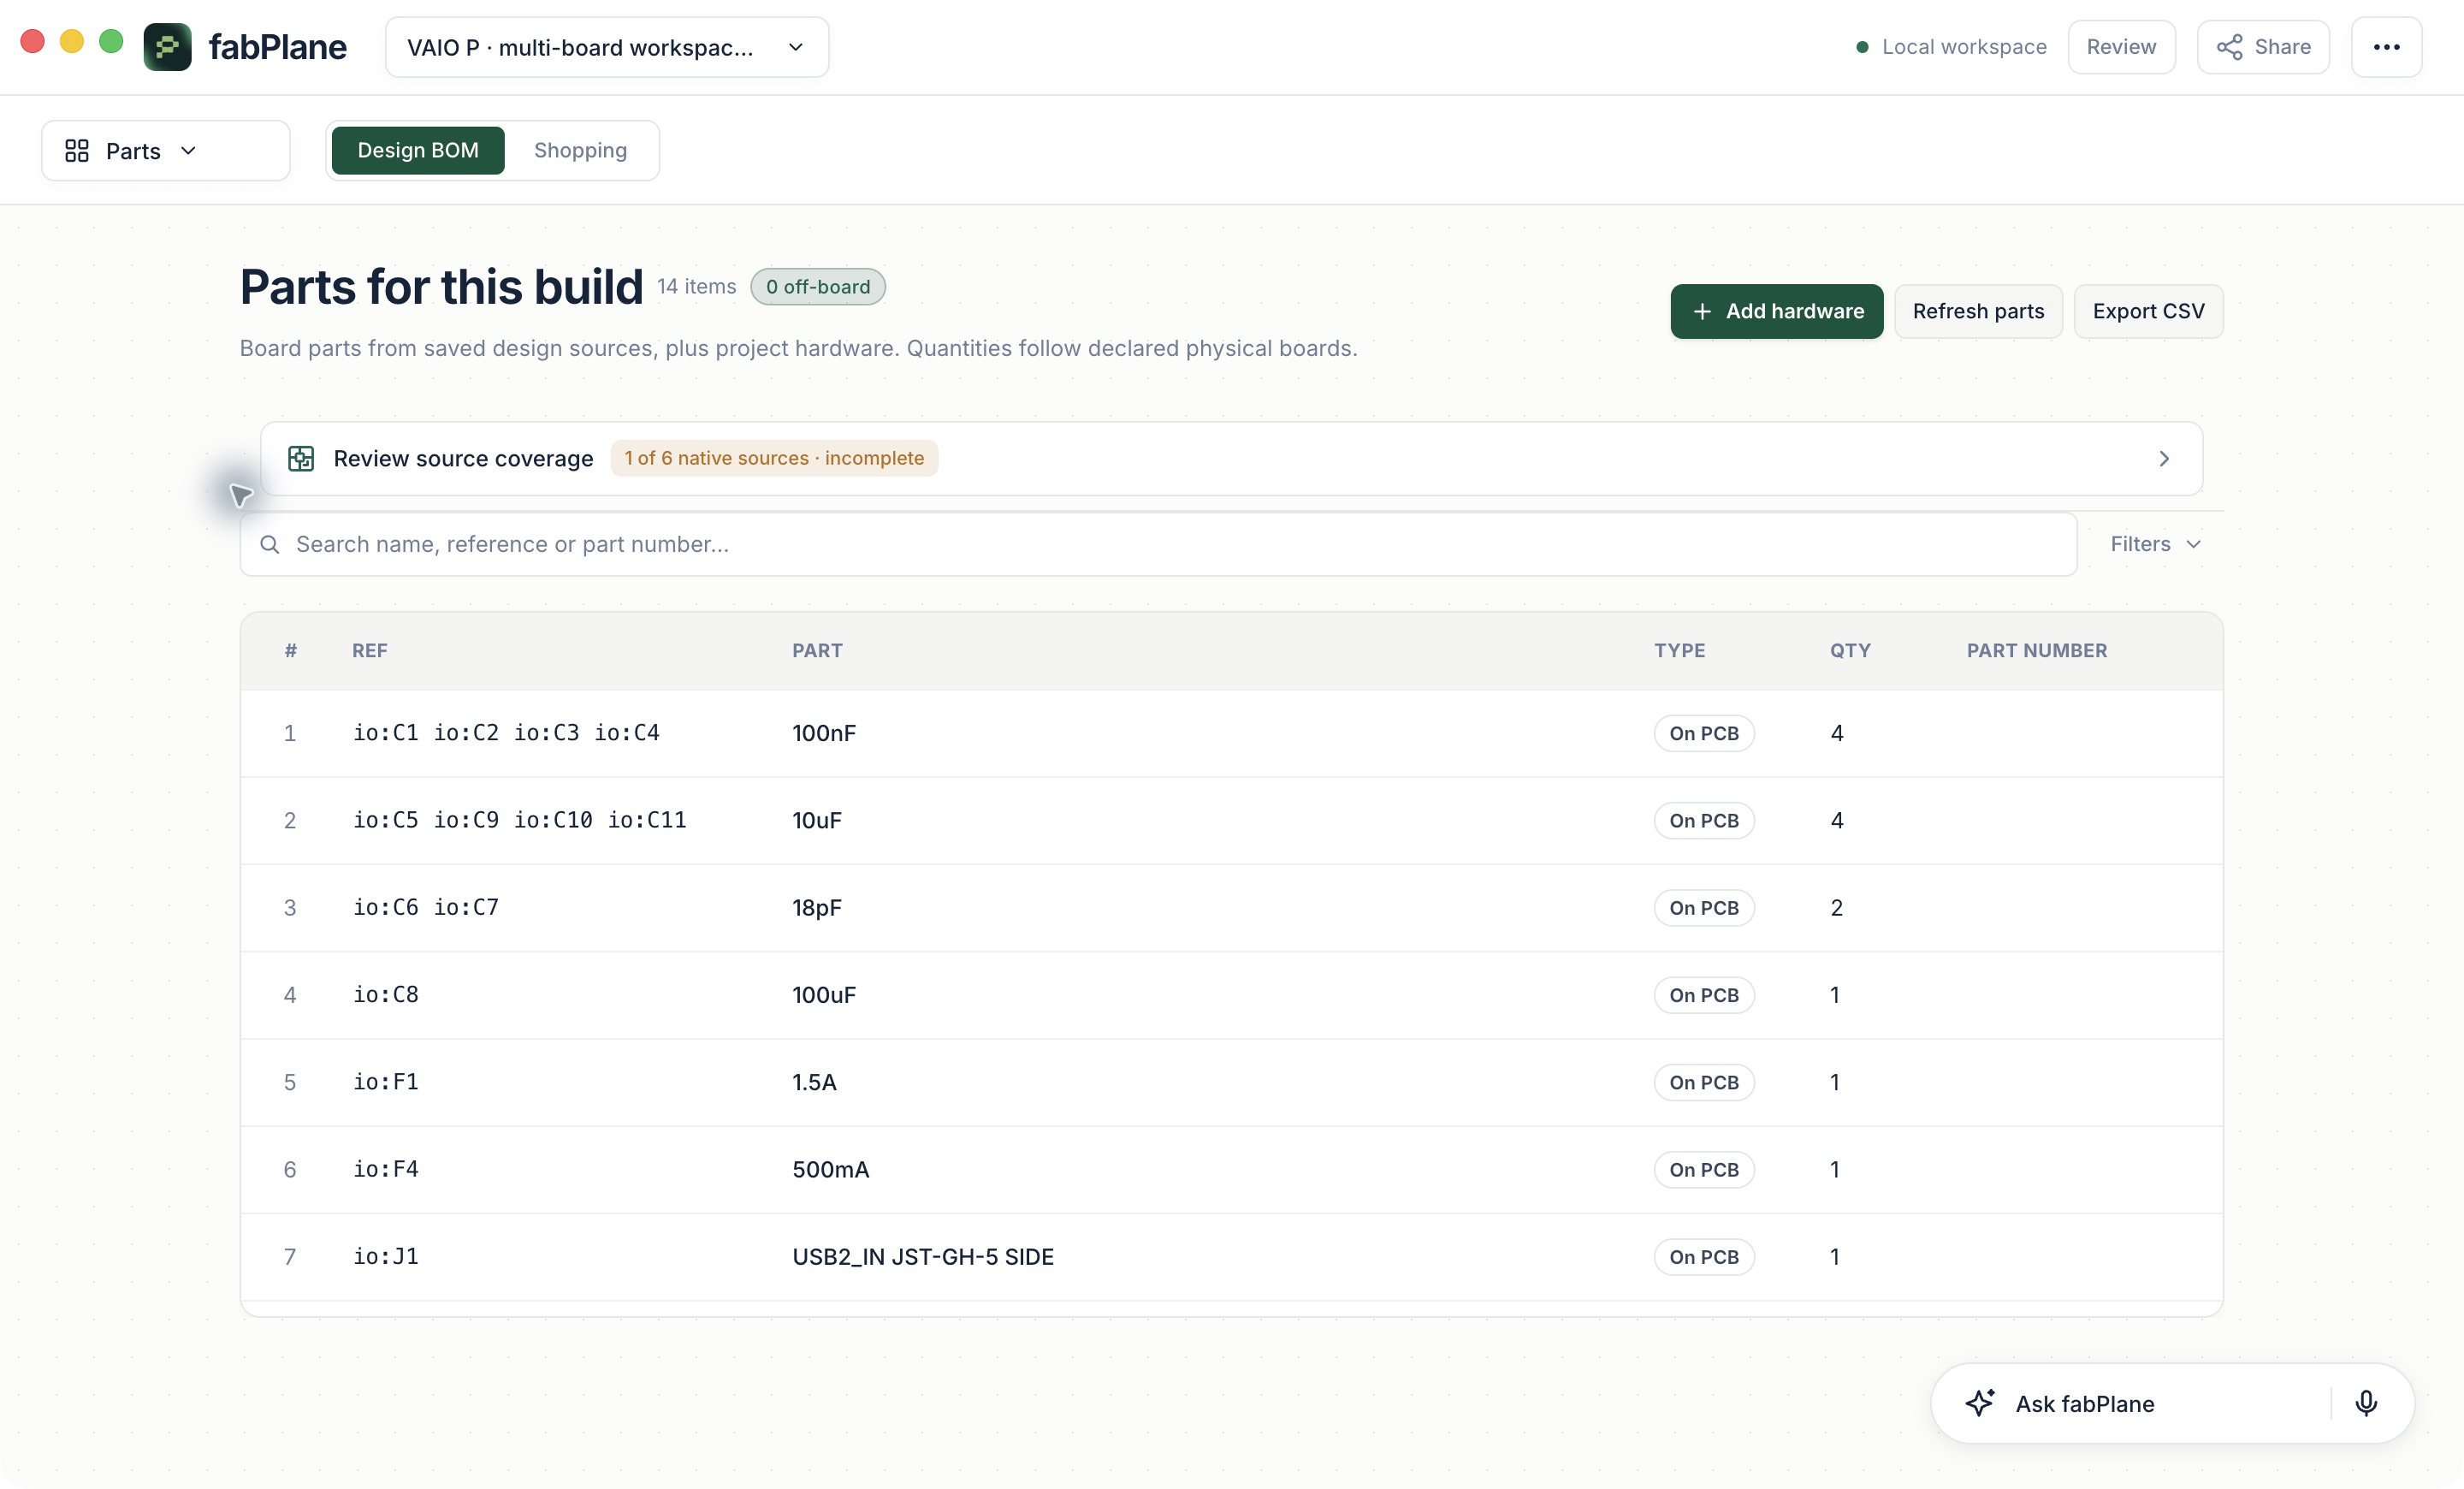 fabPlane
VAIO P · multi-board workspac...
Local workspace
Review
Share
Parts
Design BOM
Shopping
Parts for this build 14 items 0 off-board
Board parts from saved design sources, plus project hardware. Quantities follow declared physical boards.
Add hardware
Refresh parts
Export CSV
Review source coverage 1 of 6 native sources · incomplete
Search name, reference or part number...
Filters
# REF PART TYPE QTY PART NUMBER
1 io:C1 io:C2 io:C3 io:C4 100nF On PCB 4
2 io:C5 io:C9 io:C10 io:C11 10uF On PCB 4
3 io:C6 io:C7 18pF On PCB 2
4 io:C8 100uF On PCB 1
5 io:F1 1.5A On PCB 1
6 io:F4 500mA On PCB 1
7 io:J1 USB2_IN JST-GH-5 SIDE On PCB 1
Ask fabPlane